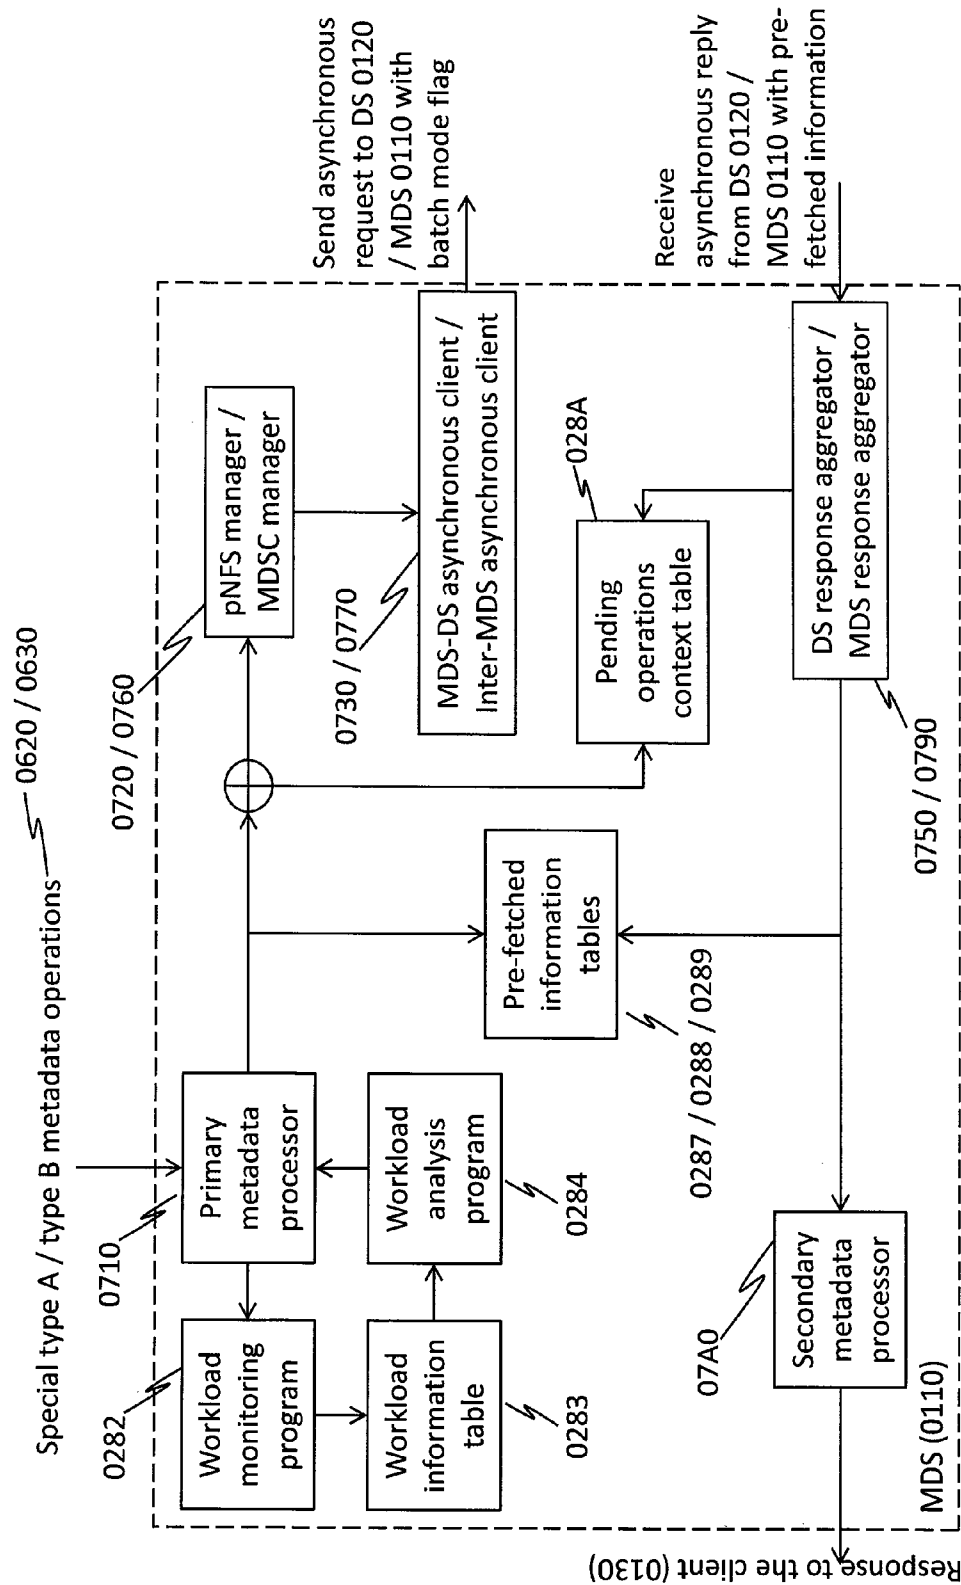 Special type A / type B metadata operations
0620 / 0630
0282
Workload
monitoring
program
0710
Primary
metadata
processor
0720 / 0760
pNFS manager /
MDSC manager
Send asynchronous
request to DS 0120
/ MDS 0110 with
batch mode flag
Workload
information
table
0283
Workload
analysis
program
0284
0730 / 0770
MDS-DS asynchronous client /
Inter-MDS asynchronous client
Pre-fetched
information
tables
0287 / 0288 / 0289
Pending
operations
context table
028A
Receive
asynchronous reply
from DS 0120 /
MDS 0110 with pre-
fetched information
07A0
Secondary
metadata
processor
0750 / 0790
DS response aggregator /
MDS response aggregator
MDS (0110)
Response to the client (0130)